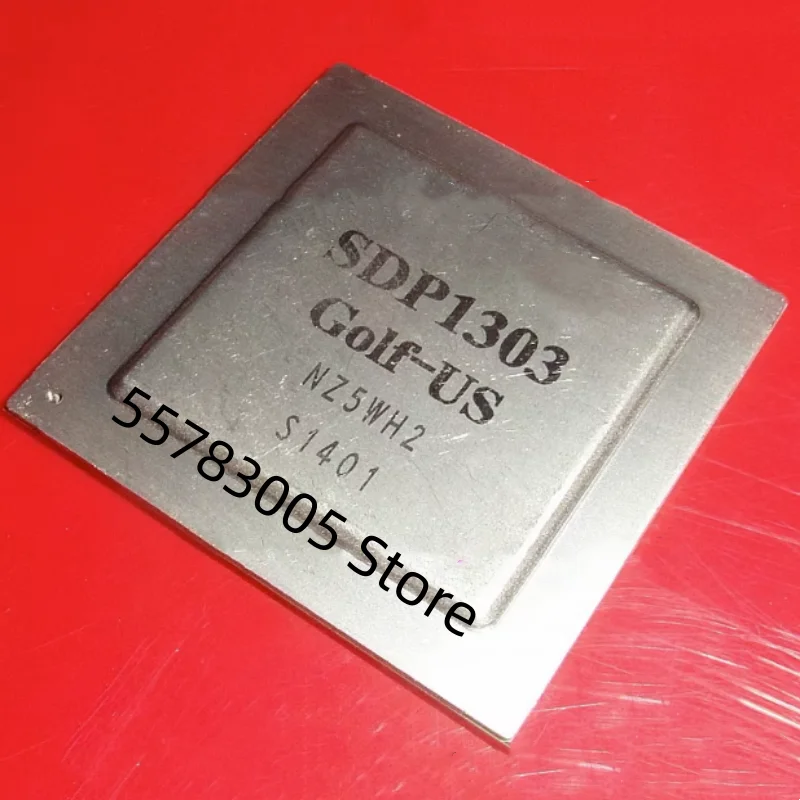 SDP1303
Golf-US
NZ5WH2
S1401
55783005 Store